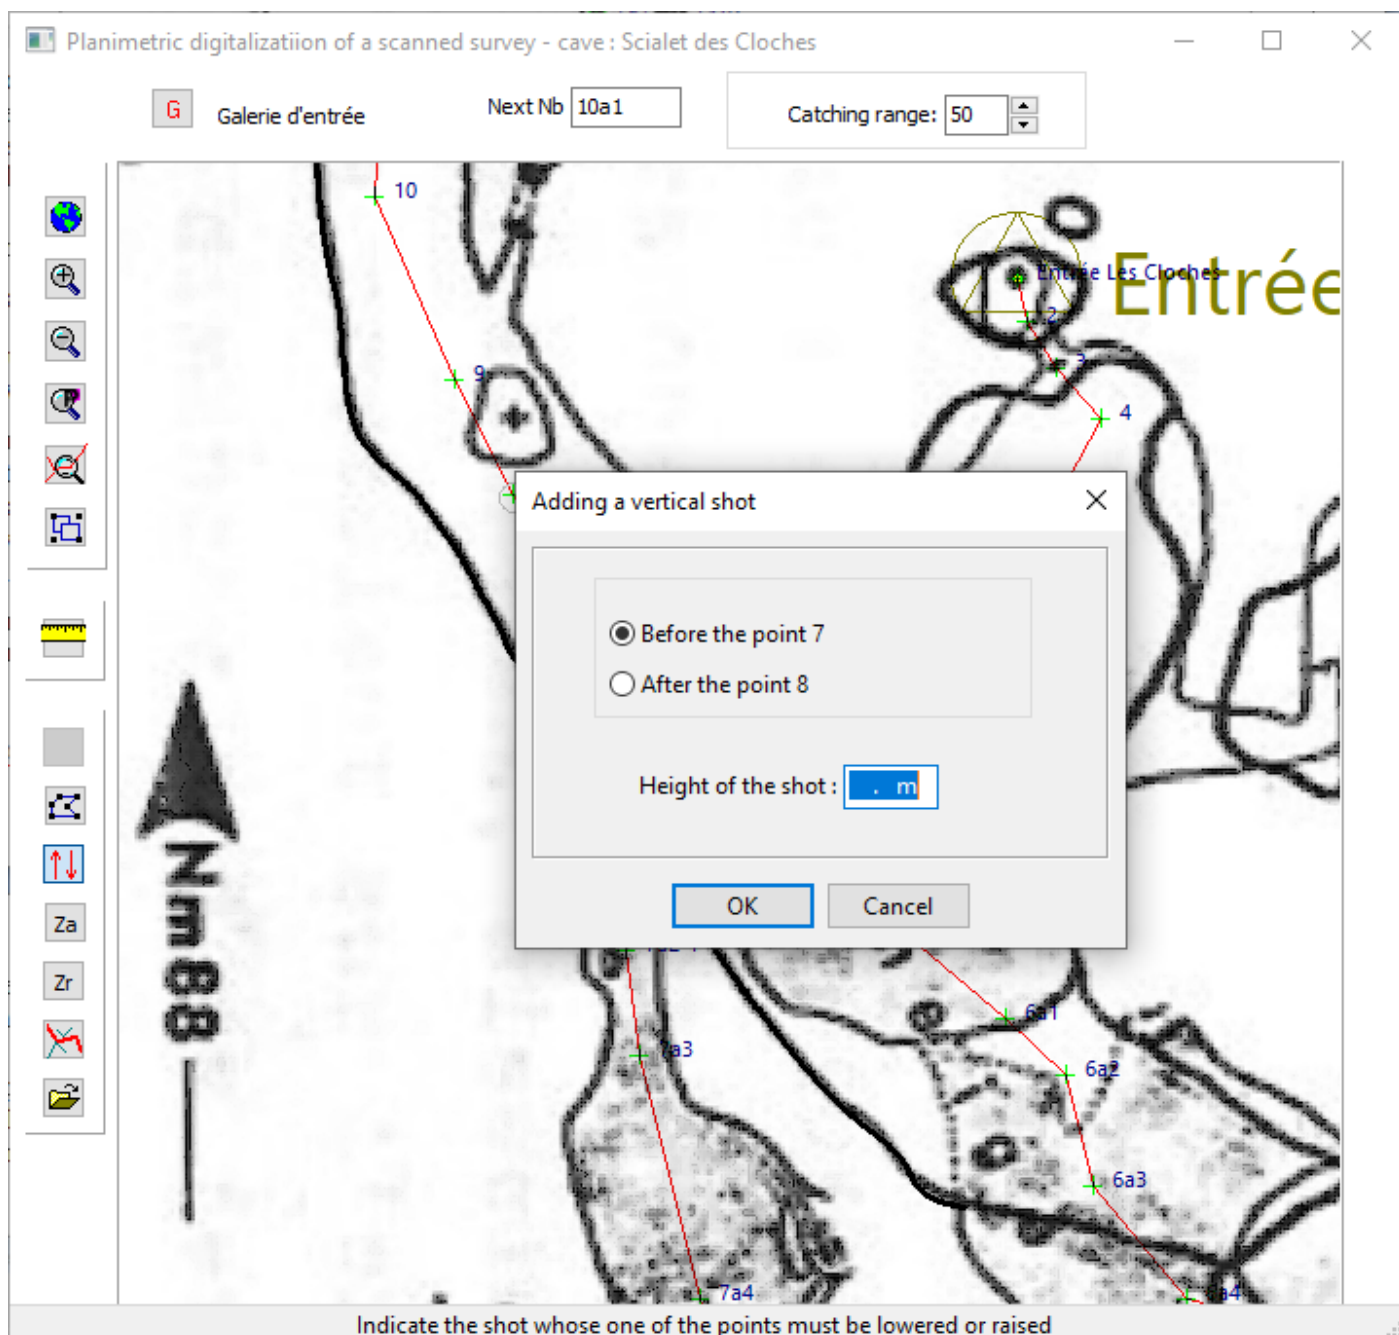 Planimetric digitalizatiion of a scanned survey - cave : Scialet des Cloches
G Galerie d'entrée Next Nb 10a1 Catching range: 50
10
Entrée Les Cloches
Entrée
2
3
9
4
Adding a vertical shot
Before the point 7
After the point 8
Height of the shot : . m
OK Cancel
Za
Zr
Nm88
6a1
7a3
6a2
6a3
7a4
Indicate the shot whose one of the points must be lowered or raised